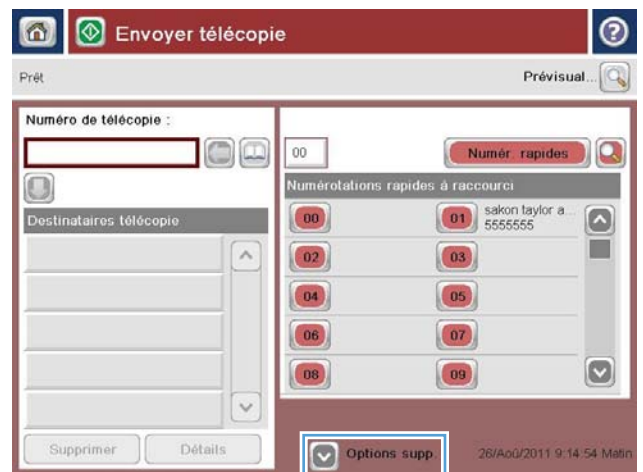 Envoyer télécopie
Prêt
Prévisual...
Numéro de télécopie :
00
Numér. rapides
Destinataires télécopie
Numérotations rapides à raccourci
00
01
sakon taylor a...
5555555
02
03
04
05
06
07
08
09
Supprimer
Détails
Options supp.
26/Aoû/2011 9:14:54 Matin